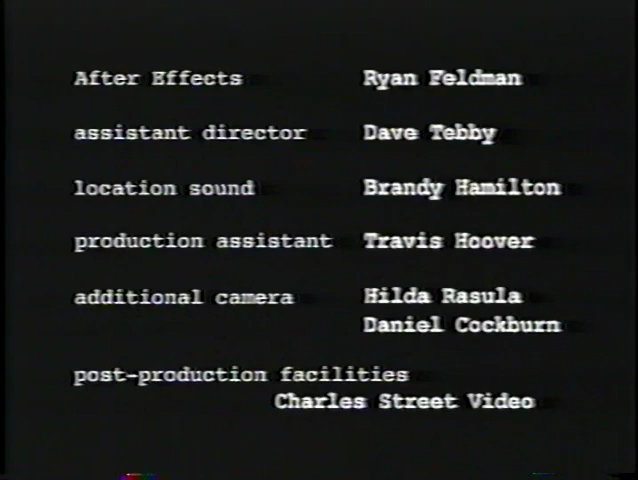 After Effects Ryan Feldman
assistant director Dave Tebby
location sound Brandy Hamilton
production assistant Travis Hoover
additional camera Hilda Rasula
Daniel Cockburn
post-production facilities
Charles Street Video